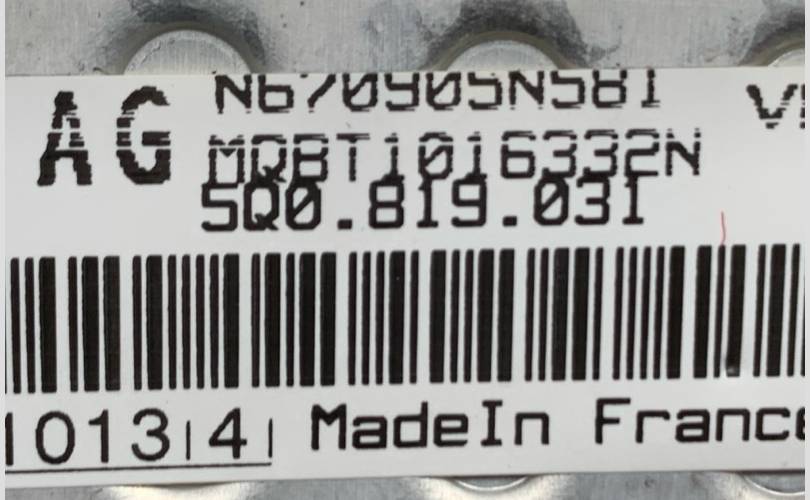 AG N670905N581
MQBT1016332N
5Q0.819.031
1013|4|
MadeIn France